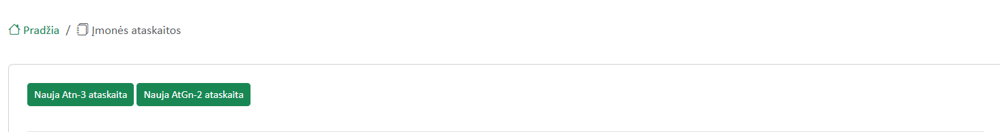 Pradžia / Įmonės ataskaitos
Nauja Atn-3 ataskaita Nauja AtGn-2 ataskaita